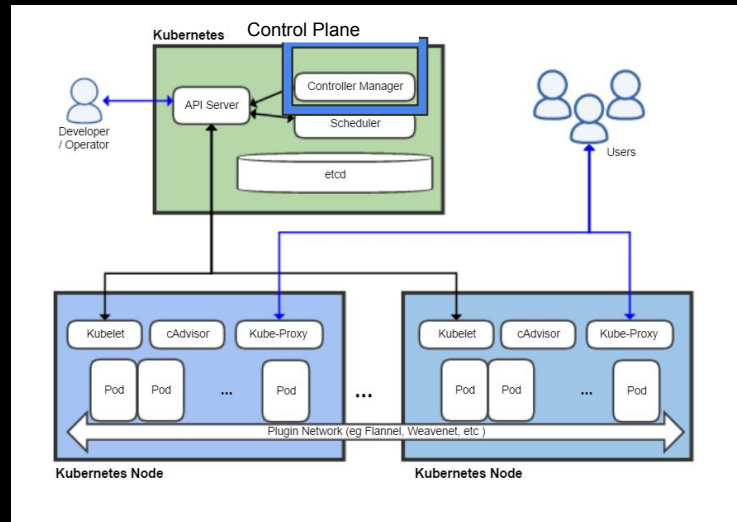 Kubernetes Control Plane
Controller Manager
API Server
Developer
/ Operator
Scheduler
etcd
Users
Kubelet cAdvisor Kube-Proxy
Pod Pod ... Pod
...
Kubelet cAdvisor Kube-Proxy
Pod Pod ... Pod
Plugin Network (eg Flannel, Weavenet, etc )
Kubernetes Node
Kubernetes Node